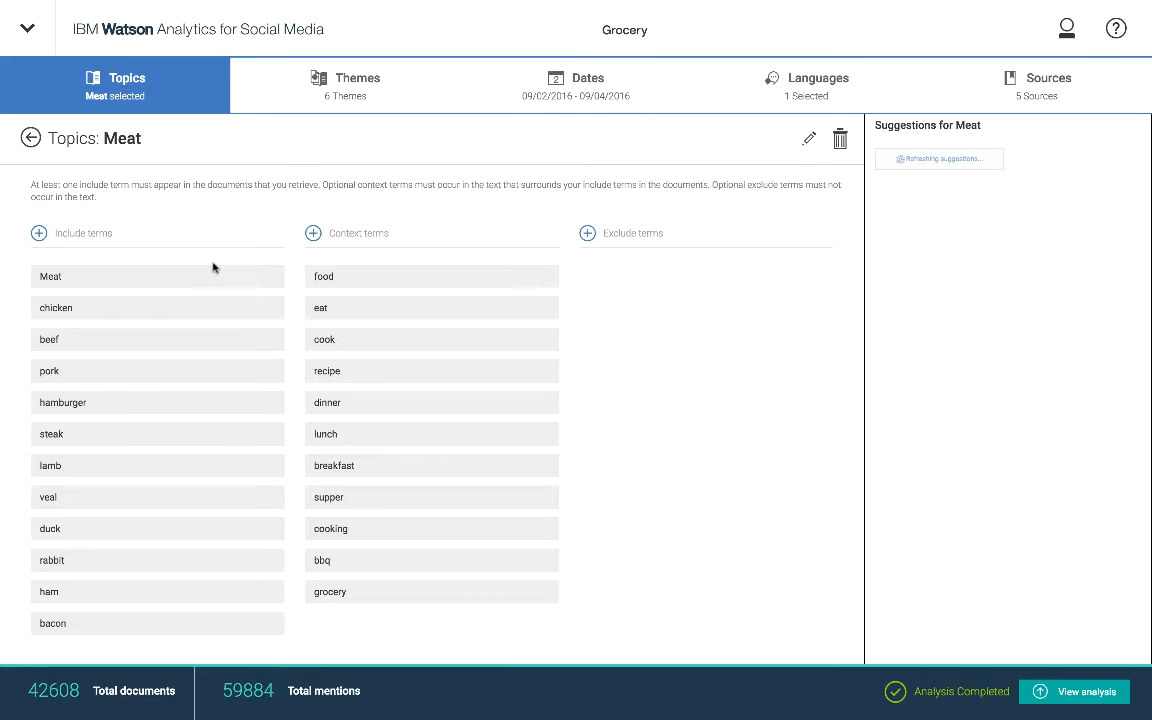 IBM Watson Analytics for Social Media
Grocery
?
Topics
Meat selected
Themes
6 Themes
2
Dates
09/02/2016 - 09/04/2016
Languages
1 Selected
Sources
5 Sources
Topics: Meat
At least one include term must appear in the documents that you retrieve. Optional context terms must occur in the text that surrounds your include terms in the documents. Optional exclude terms must not
occur in the text.
Include terms
Meat
chicken
beef
pork
hamburger
steak
lamb
veal
duck
rabbit
ham
bacon
Context terms
food
eat
cook
recipe
dinner
lunch
breakfast
supper
cooking
bbq
grocery
Exclude terms
Suggestions for Meat
Refreshing suggestions...
42608 Total documents
59884 Total mentions
Analysis Completed
View analysis